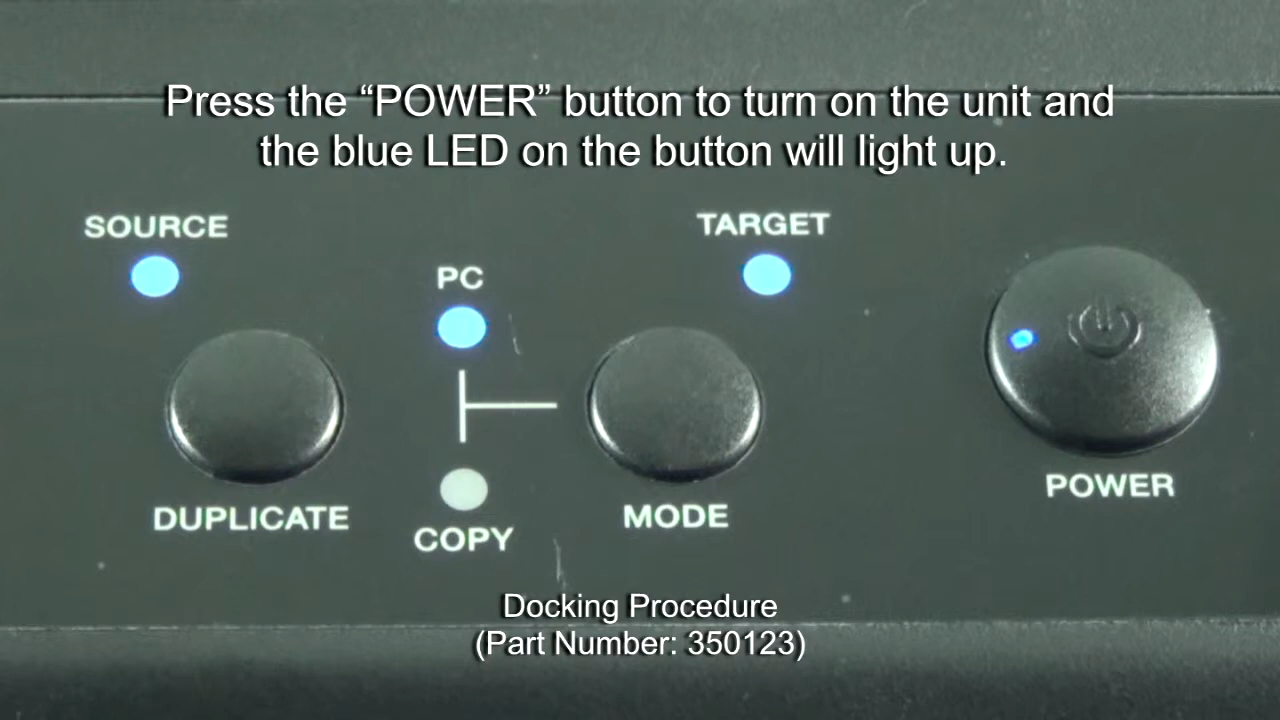 Press the “POWER” button to turn on the unit and
the blue LED on the button will light up.
SOURCE
TARGET
PC
POWER
DUPLICATE
MODE
COPY
Docking Procedure
(Part Number: 350123)